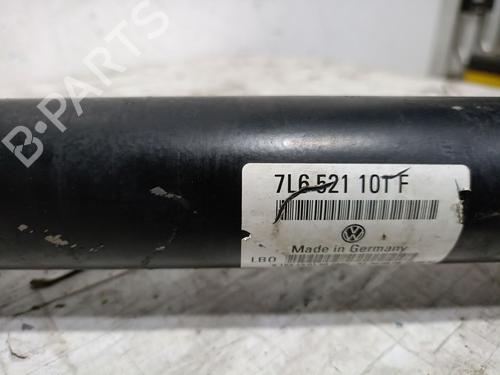 B-PARTS
7L6 521 101 F
Made in Germany
LBO